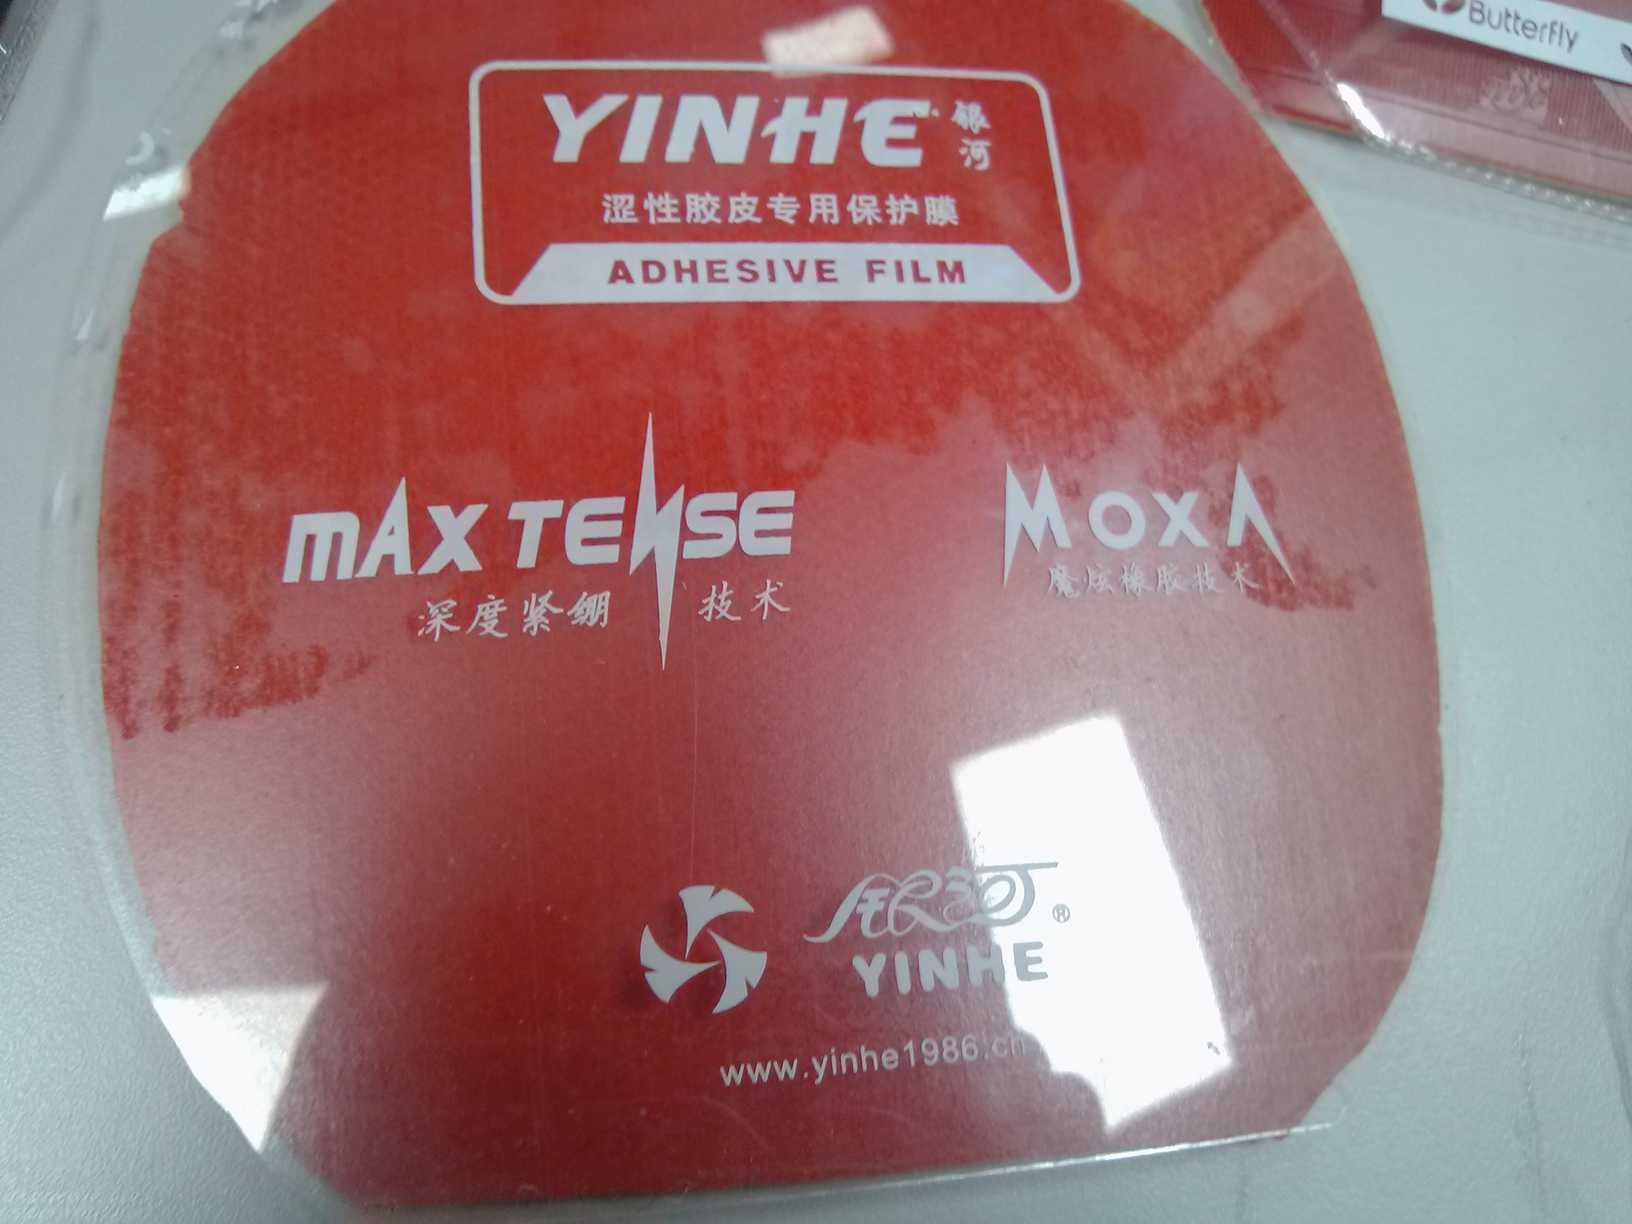 Butterfly
YINHE 银河
涩性胶皮专用保护膜
ADHESIVE FILM
MAX TENSE
深度紧绷 技术
MOXA
魔炫橡胶技术
银河®
YINHE
www.yinhe1986.cn